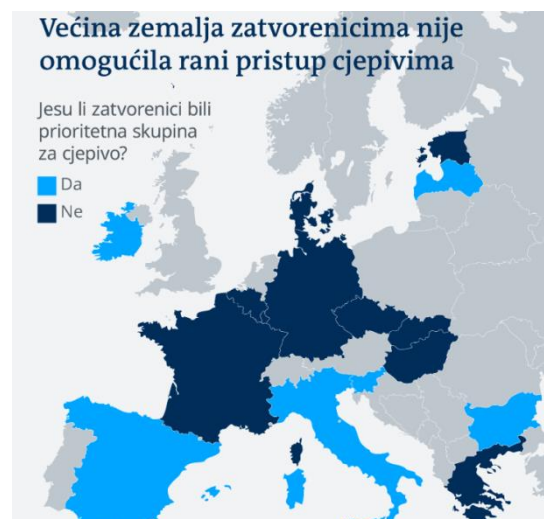 Većina zemalja zatvorenicima nije
omogućila rani pristup cjepivima
Jesu li zatvorenici bili
prioritetna skupina
za cjepivo?
Da
Ne